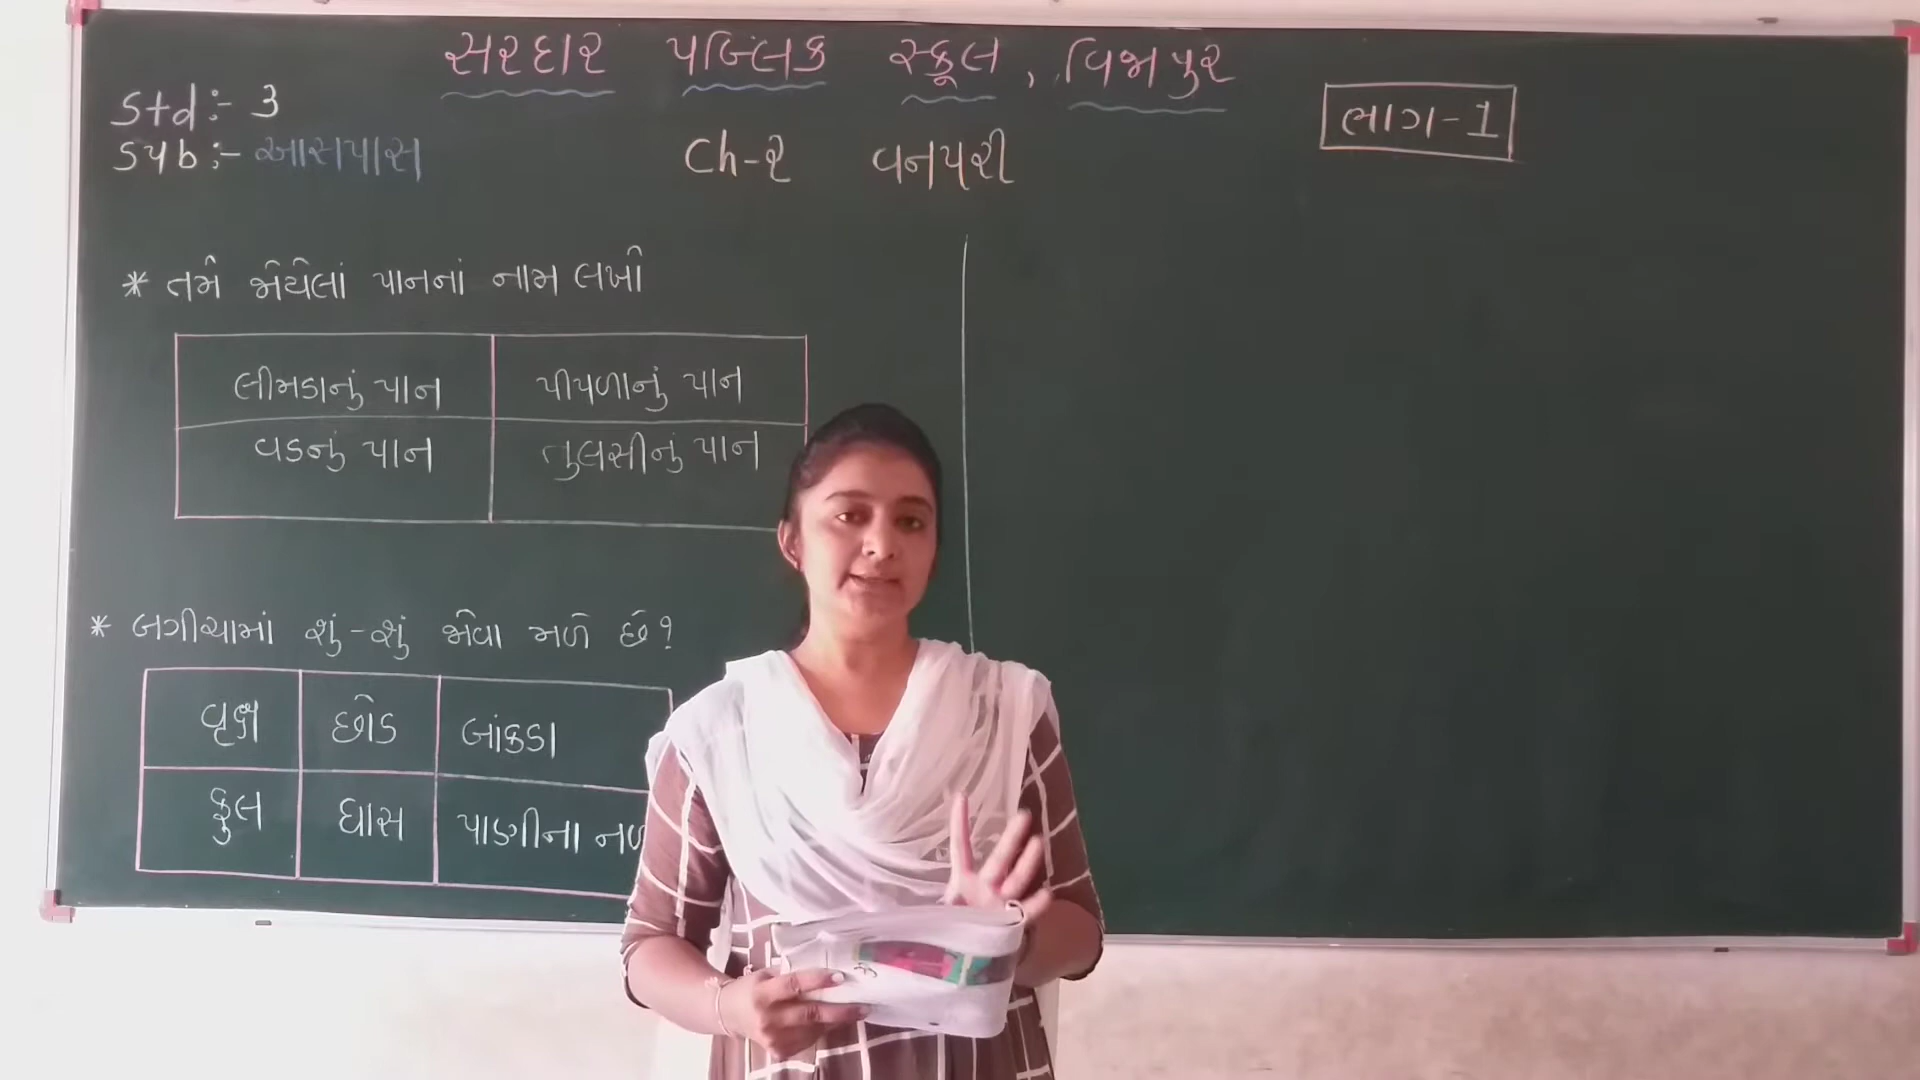 સરદાર પબ્લિક સ્કૂલ, વિજાપુર
Std :- 3
ભાગ-1
Sub :- આસપાસ
Ch-૨ વનપરી
* તમે જોયેલાં પાનનાં નામ લખો
લીમડાનું પાન પીપળાનું પાન
વડનું પાન તુલસીનું પાન
* બગીચામાં શું-શું જોવા મળે છે?
વૃક્ષ છોડ બાંકડા
ફુલ ઘાસ પાણીના નળ